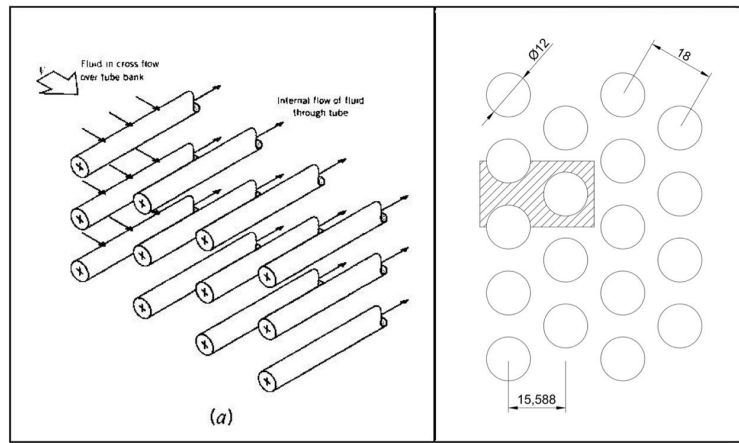 Fluid in cross flow
over tube bank
Internal flow of fluid
through tube
(a)
Ø12
18
15,588